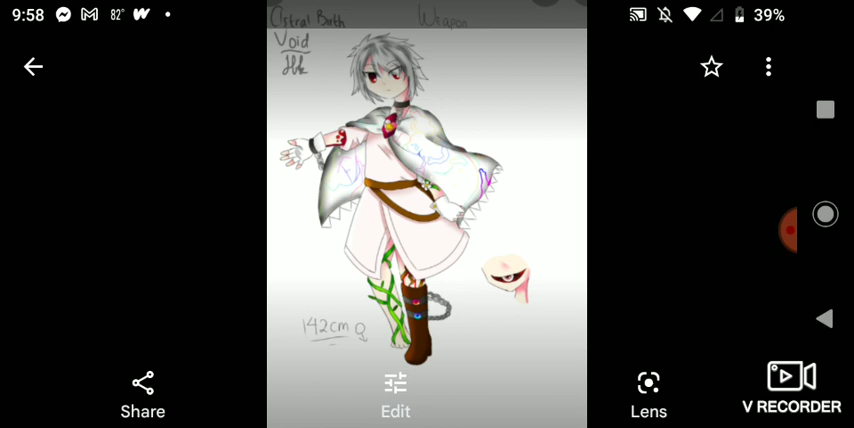 9:58 82° 39%
Astral Birth Weapon
Void
142cm ♀
Share Edit Lens
V RECORDER